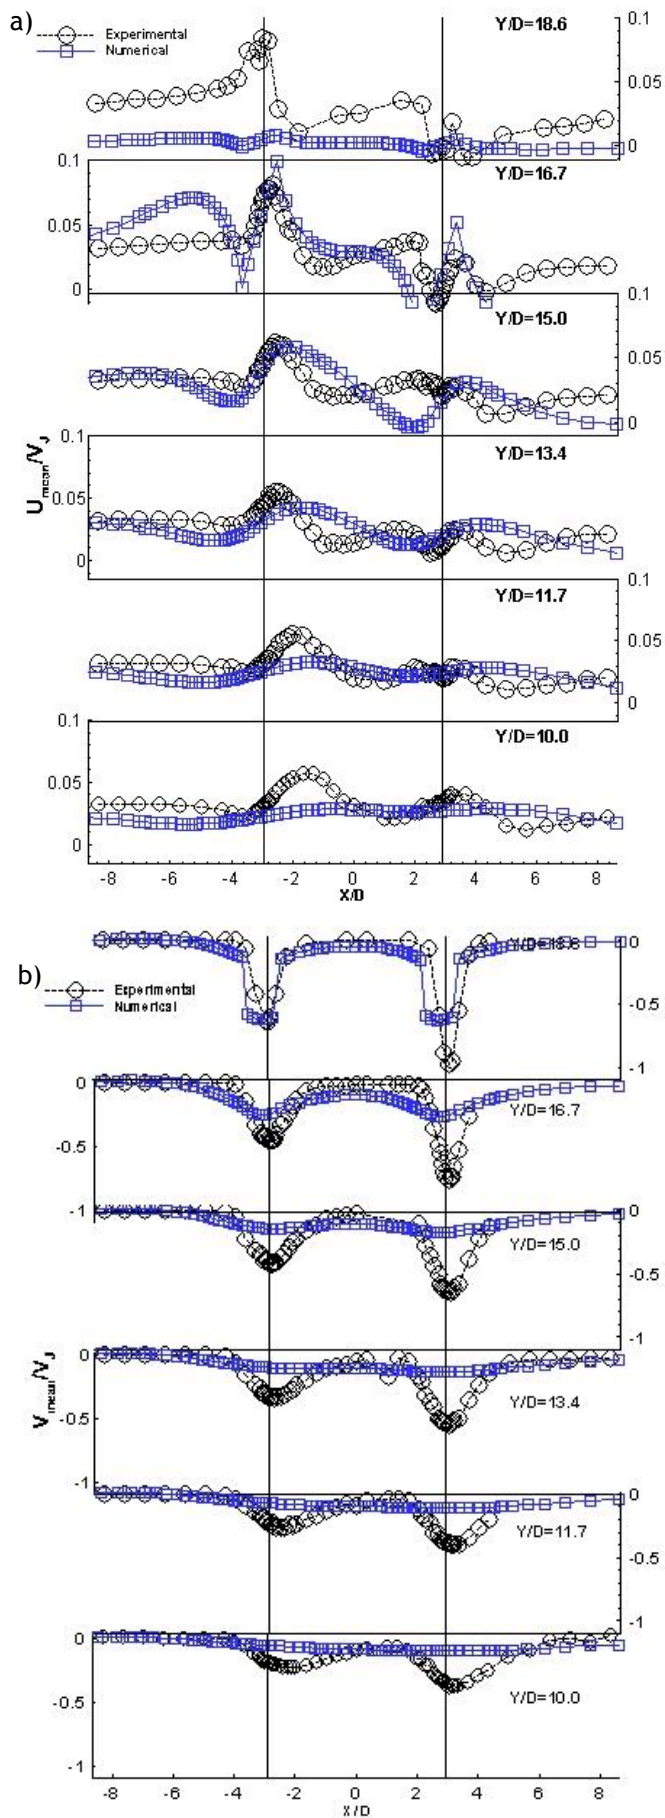 a)
Experimental
Numerical
Y/D=18.6
0.1
0.05
0
0.1
0.05
0
Y/D=16.7
Y/D=15.0
0.1
0.05
0
0.1
0.05
0
Y/D=13.4
U mean/V J
Y/D=11.7
0.1
0.05
0
0.1
0.05
0
Y/D=10.0
-8 -6 -4 -2 0 2 4 6 8
X/D
b)
Experimental
Numerical
Y/D=18.6
0
-0.5
-1
0
-0.5
-1
Y/D=16.7
0
-0.5
-1
Y/D=15.0
0
-0.5
-1
Y/D=13.4
V mean/V J
0
-0.5
-1
Y/D=11.7
0
-0.5
-1
Y/D=10.0
-8 -6 -4 -2 0 2 4 6 8
X/D